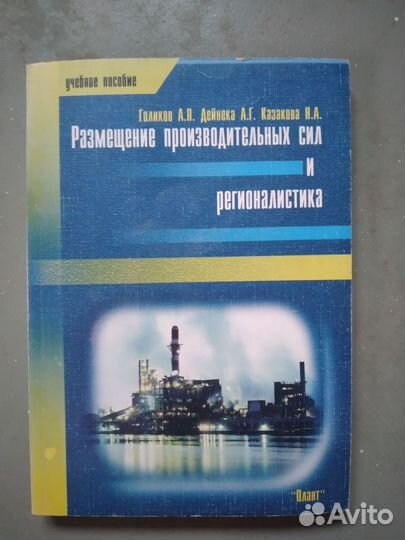 учебное пособие
Голиков А.П. Дейнека А.Г. Казакова Н.А.
Размещение производительных сил
и
регионалистика
"Олант"
Avito